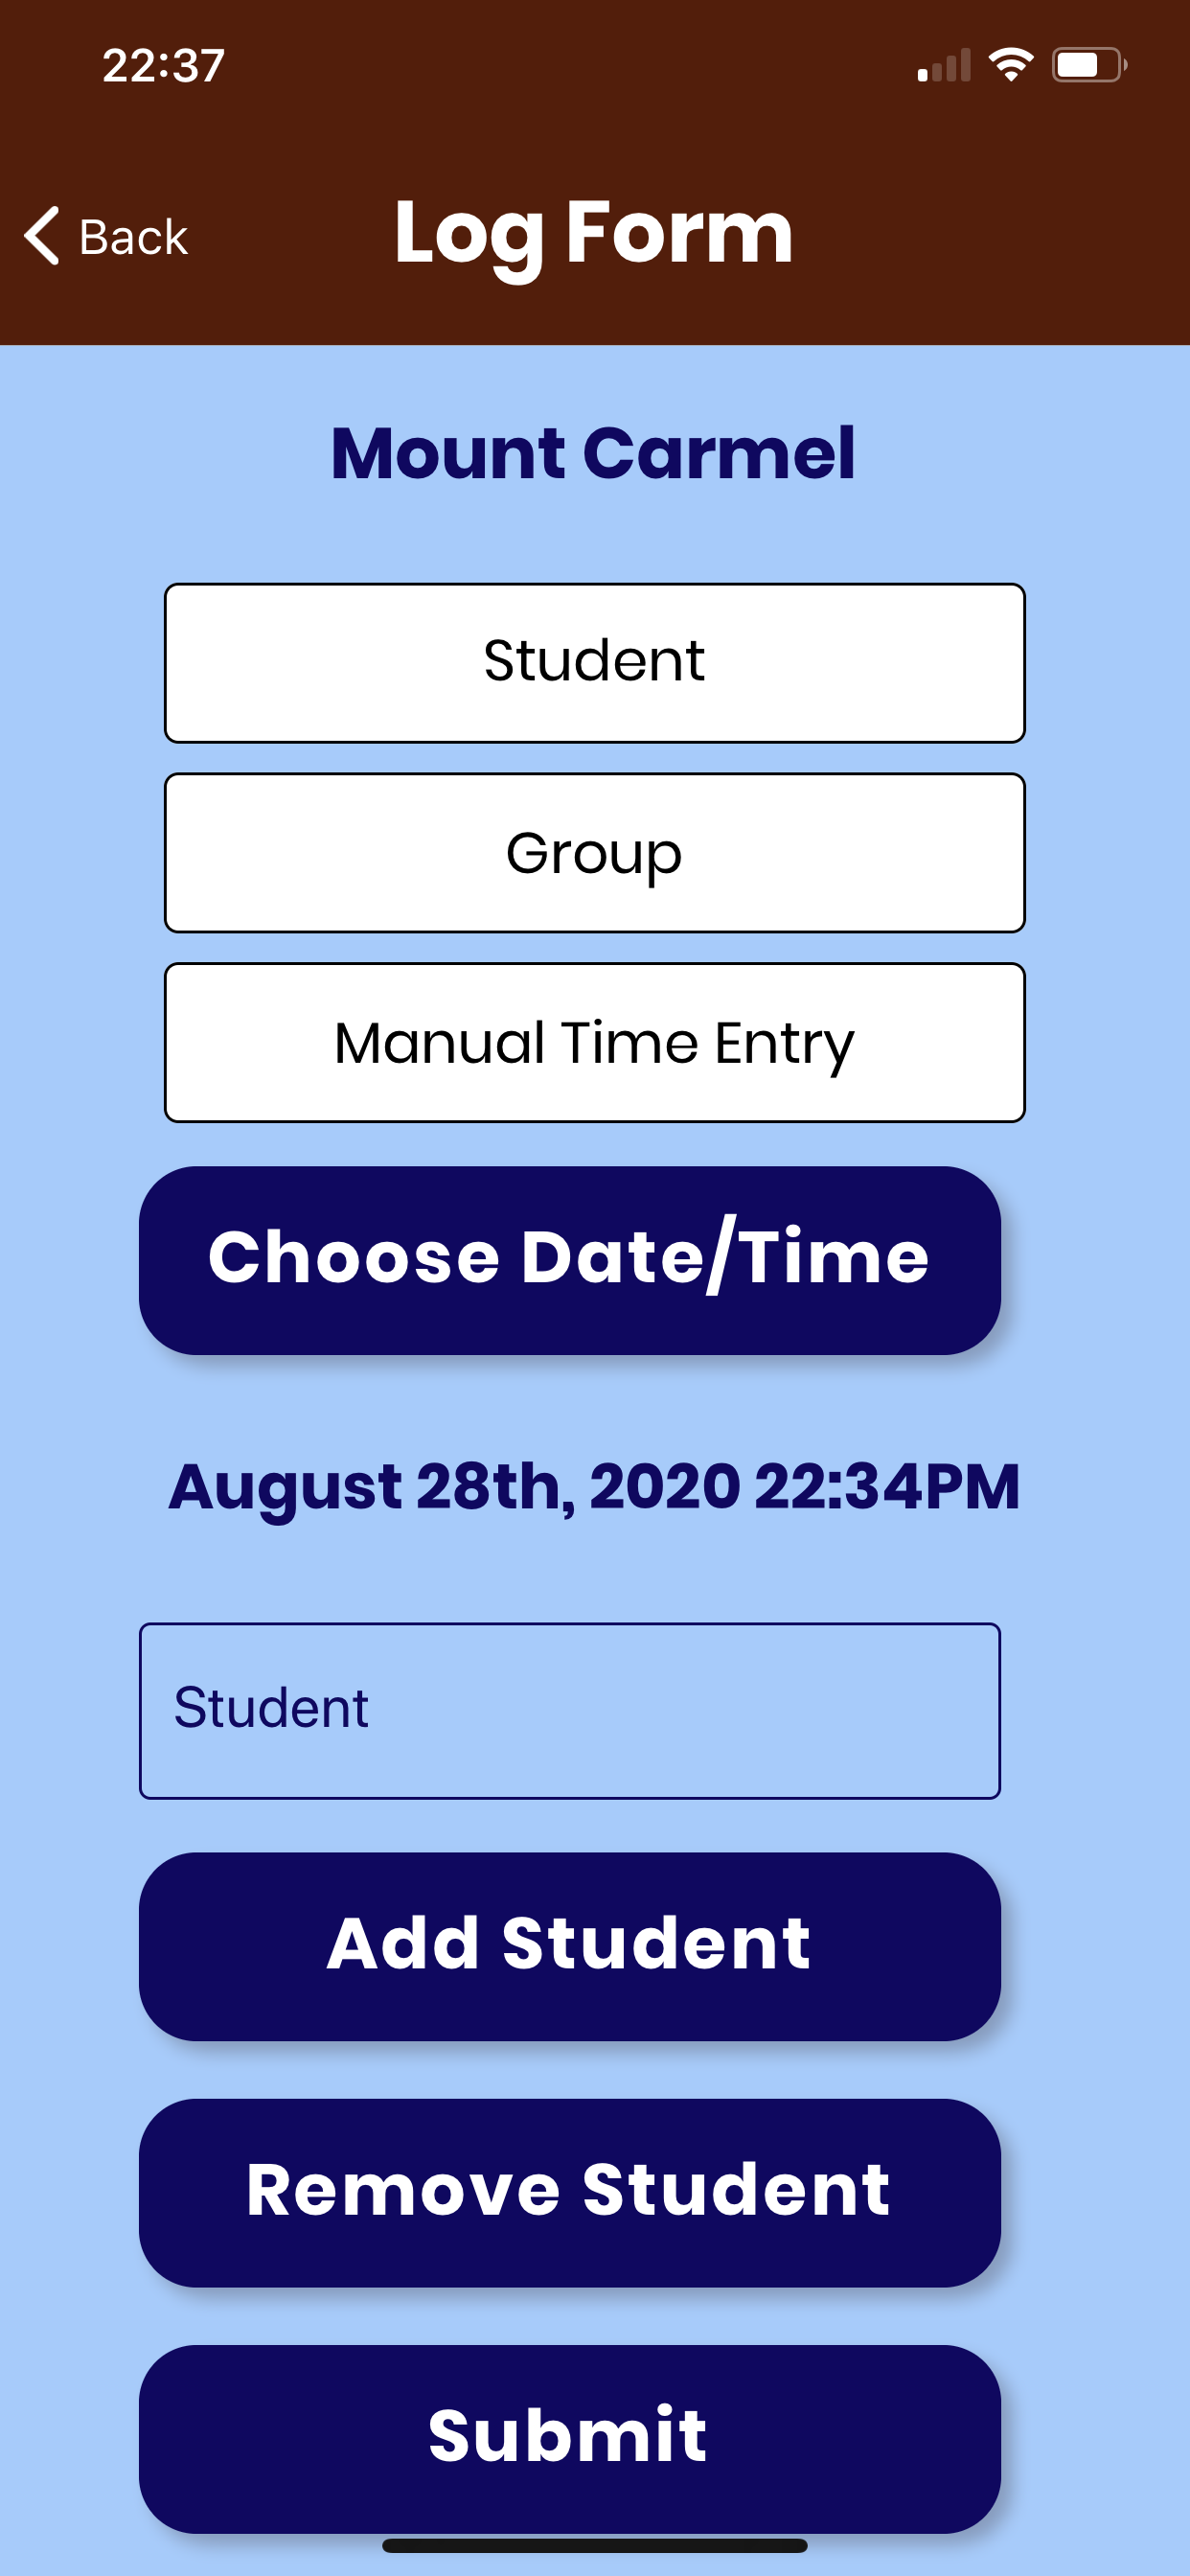 22:37
Back
Log Form
Mount Carmel
Student
Group
Manual Time Entry
Choose Date/Time
August 28th, 2020 22:34PM
Student
Add Student
Remove Student
Submit